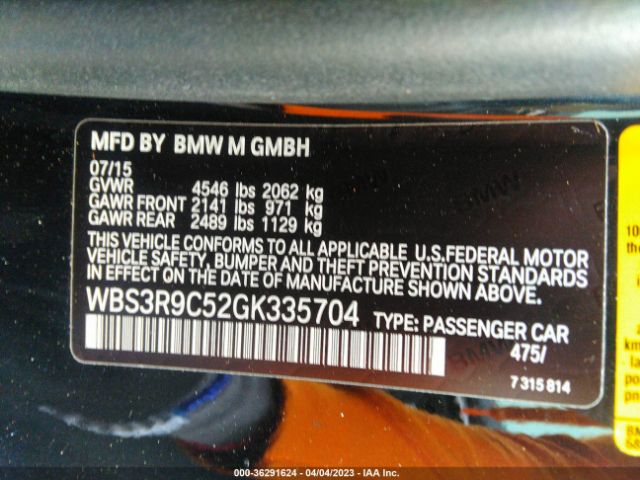 MFD BY BMW M GMBH
07/15
GVWR 4546 lbs 2062 kg
GAWR FRONT 2141 lbs 971 kg
GAWR REAR 2489 lbs 1129 kg
THIS VEHICLE CONFORMS TO ALL APPLICABLE U.S.FEDERAL MOTOR
VEHICLE SAFETY, BUMPER AND THEFT PREVENTION STANDARDS
IN EFFECT ON THE DATE OF MANUFACTURE SHOWN ABOVE.
WBS3R9C52GK335704 TYPE: PASSENGER CAR
475/
7 315 814
000-36291624 - 04/04/2023 - IAA Inc.